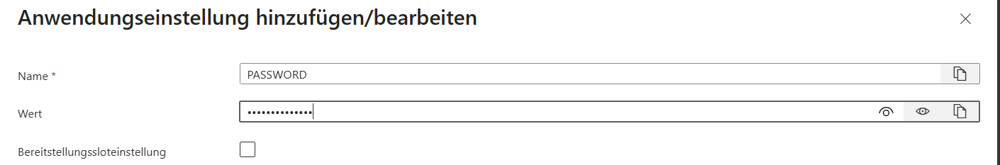 Anwendungseinstellung hinzufügen/bearbeiten
Name *
PASSWORD
Wert
••••••••••••••
Bereitstellungssloteinstellung